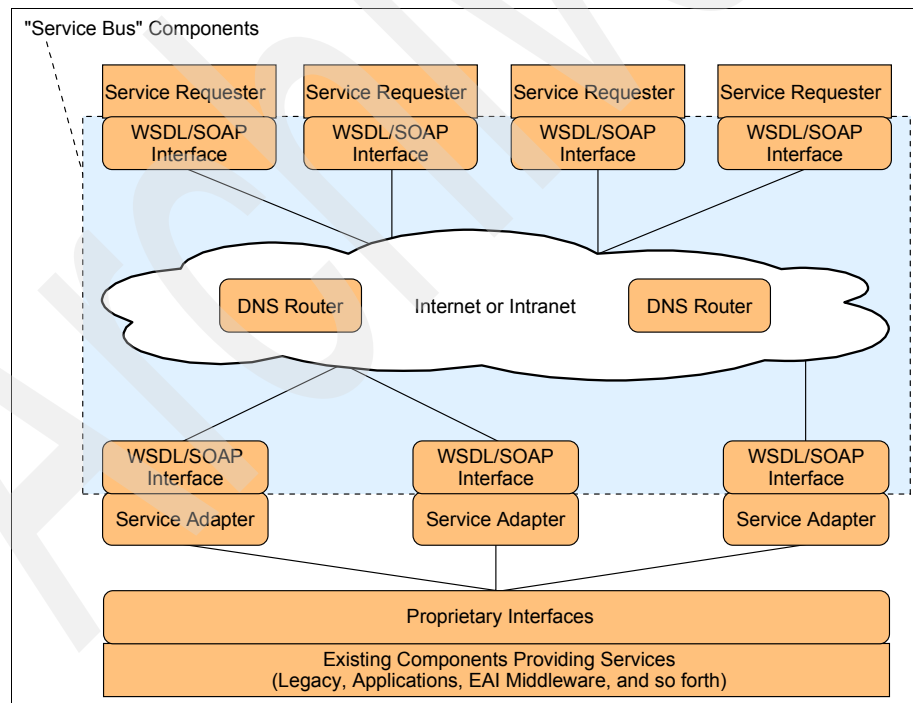 "Service Bus" Components
Service Requester Service Requester Service Requester Service Requester
WSDL/SOAP Interface WSDL/SOAP Interface WSDL/SOAP Interface WSDL/SOAP Interface
DNS Router Internet or Intranet DNS Router
WSDL/SOAP Interface WSDL/SOAP Interface WSDL/SOAP Interface
Service Adapter Service Adapter Service Adapter
Proprietary Interfaces
Existing Components Providing Services
(Legacy, Applications, EAI Middleware, and so forth)